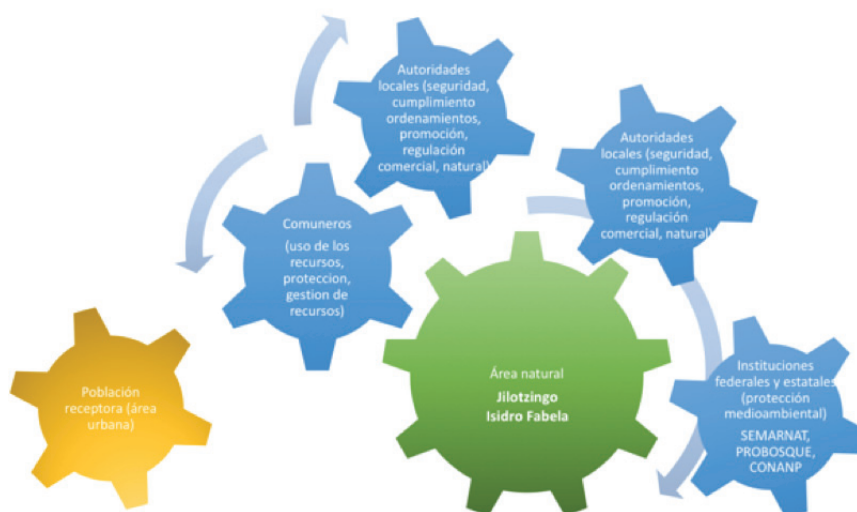 Autoridades
locales (seguridad,
cumplimiento
ordenamientos,
promoción,
regulación
comercial, natural)
Autoridades
locales (seguridad,
cumplimiento
ordenamientos,
promoción,
regulación
comercial, natural)
Comuneros
(uso de los
recursos,
proteccion,
gestion de
recursos)
Área natural
Jilotzingo
Isidro Fabela
Instituciones
federales y estatales
(protección
medioambiental)
SEMARNAT,
PROBOSQUE,
CONANP
Población
receptora (área
urbana)